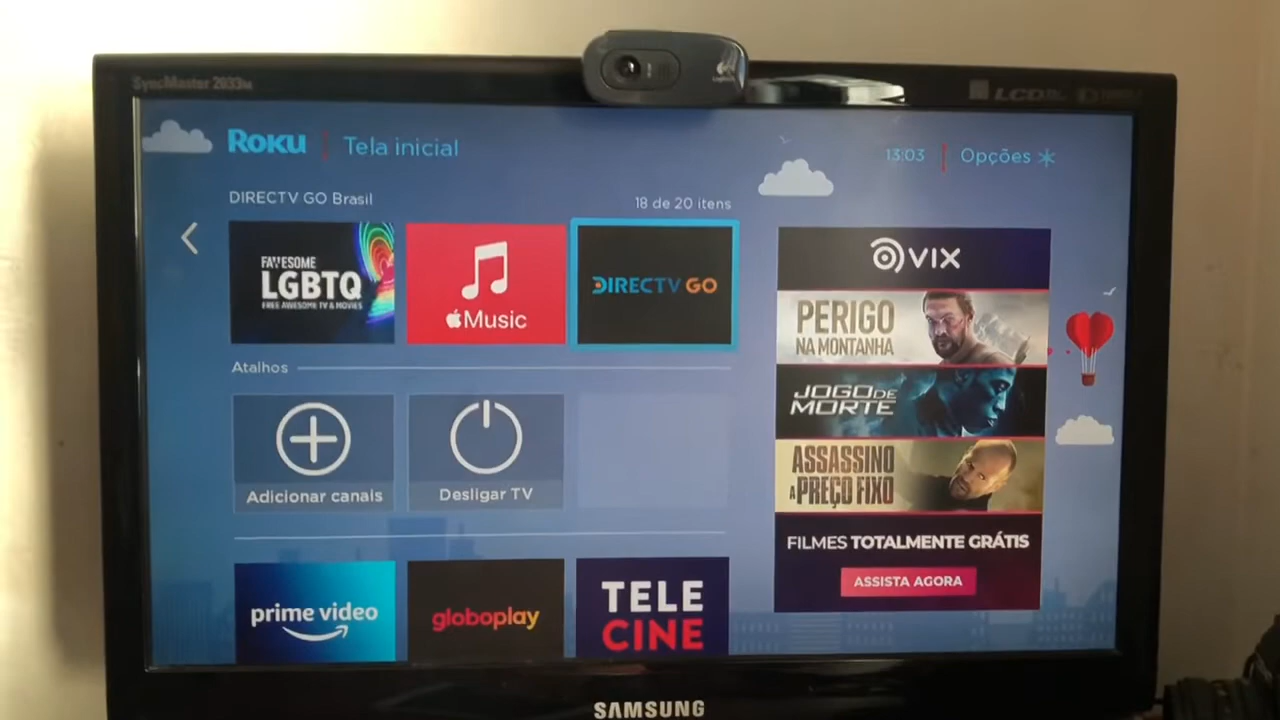 SyncMaster 2033
LCD
ROKU
Tela inicial
13:03
Opções
DIRECTV GO Brasil
18 de 20 itens
FAWESOME
LGBTQ
FREE AWESOME TV & MOVIES
Music
DIRECTV GO
VIX
PERIGO
NA MONTANHA
JOGO DE
MORTE
ASSASSINO
A PREÇO FIXO
FILMES TOTALMENTE GRÁTIS
ASSISTA AGORA
Atalhos
Adicionar canais
Desligar TV
prime video
globoplay
TELE
CINE
SAMSUNG